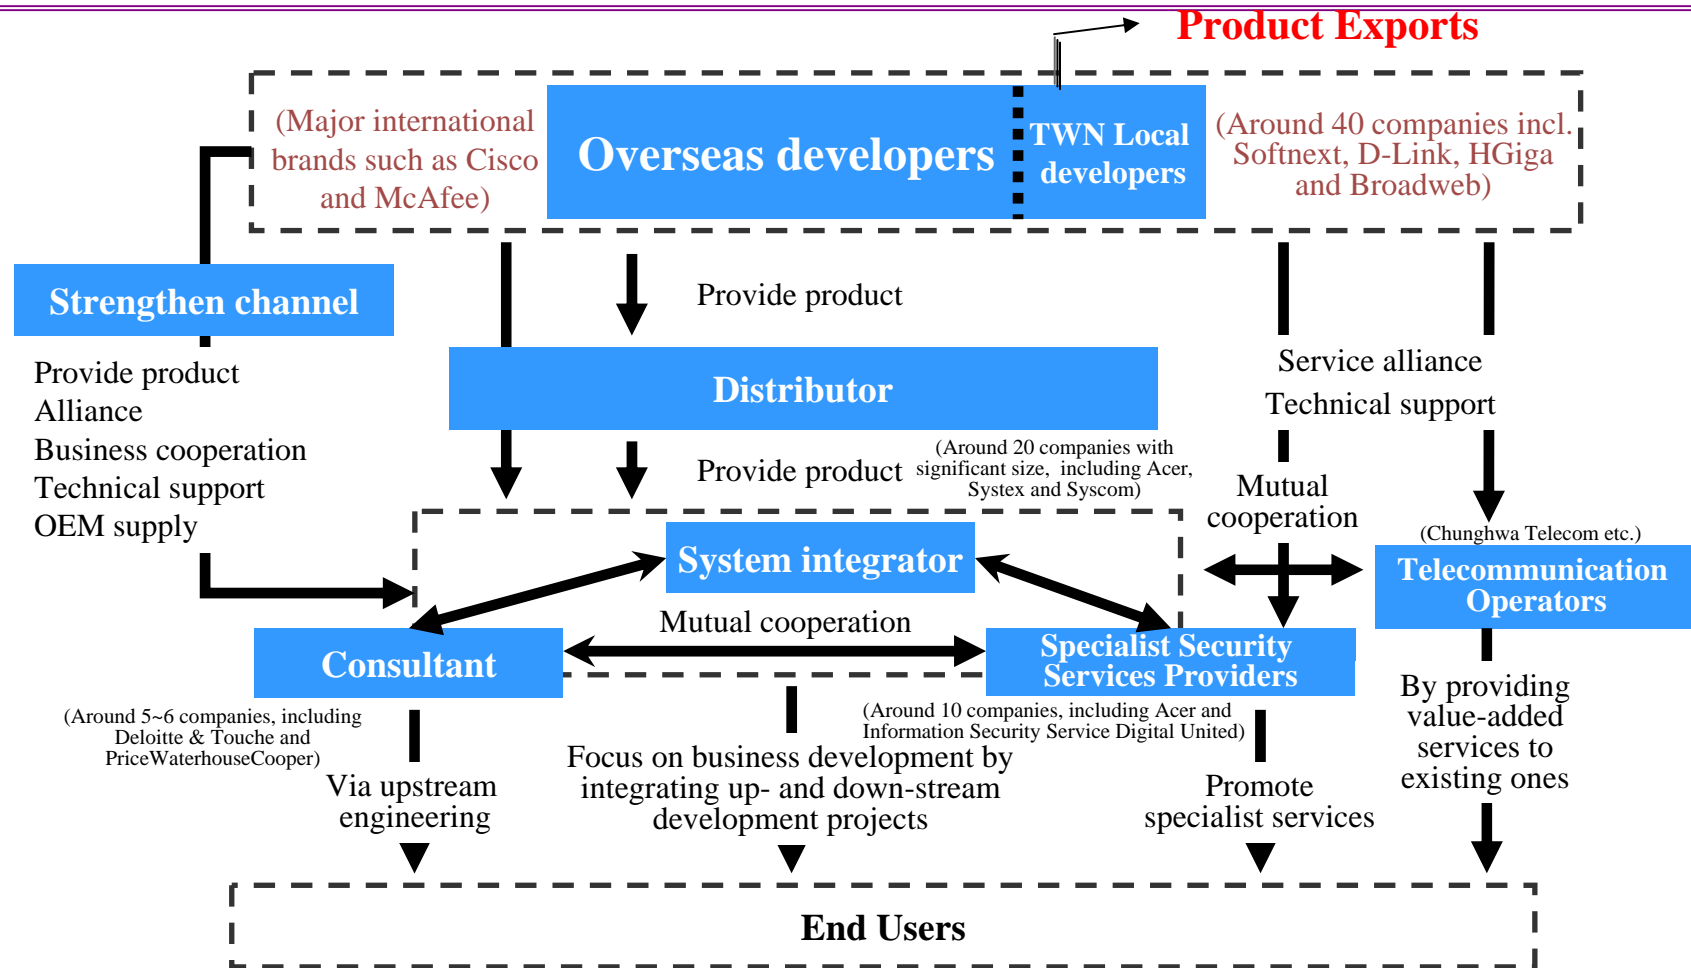 Product Exports
(Major international
brands such as Cisco
and McAfee)
Overseas developers
TWN Local
developers
(Around 40 companies incl.
Softnext, D-Link, HGiga
and Broadweb)
Strengthen channel
Provide product
Provide product
Alliance
Business cooperation
Technical support
OEM supply
Distributor
Service alliance
Technical support
Provide product
(Around 20 companies with
significant size, including Acer,
Systex and Syscom)
Mutual
cooperation
(Chunghwa Telecom etc.)
System integrator
Telecommunication
Operators
Mutual cooperation
Consultant
Specialist Security
Services Providers
(Around 5~6 companies, including
Deloitte & Touche and
PriceWaterhouseCooper)
(Around 10 companies, including Acer and
Information Security Service Digital United)
By providing
value-added
services to
existing ones
Via upstream
engineering
Focus on business development by
integrating up- and down-stream
development projects
Promote
specialist services
End Users